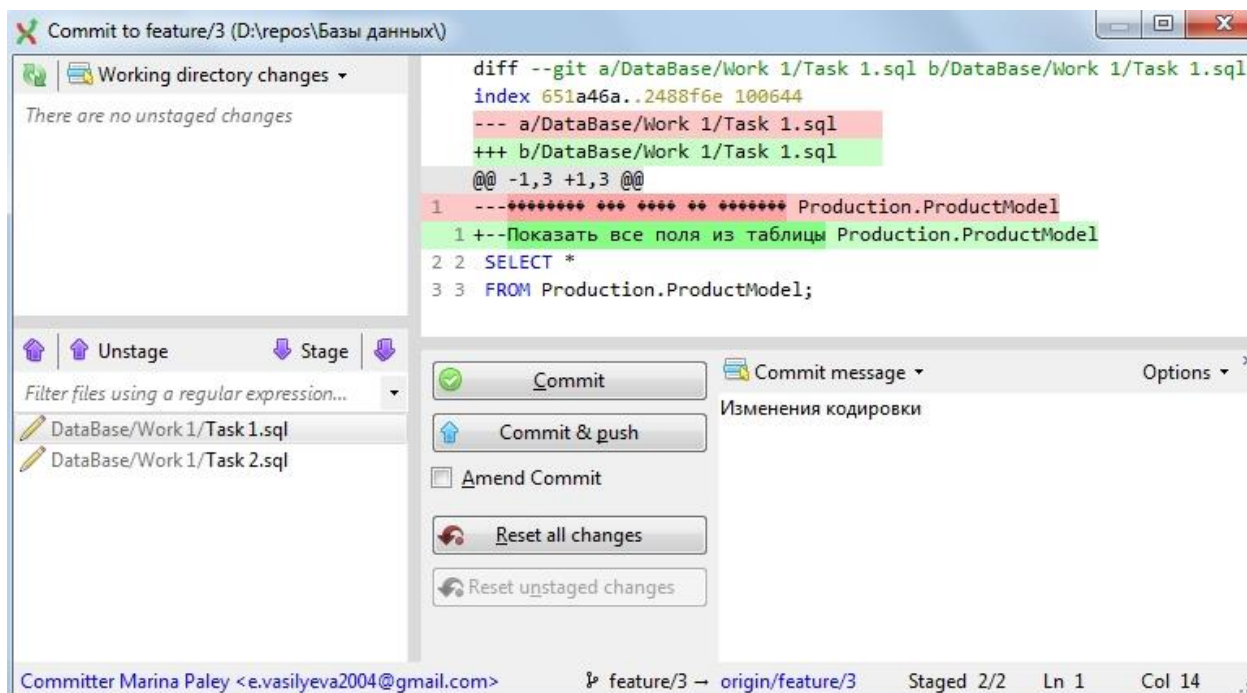 Commit to feature/3 (D:\repos\Базы данных\)
Working directory changes
There are no unstaged changes
diff --git a/DataBase/Work 1/Task 1.sql b/DataBase/Work 1/Task 1.sql
index 651a46a..2488f6e 100644
--- a/DataBase/Work 1/Task 1.sql
+++ b/DataBase/Work 1/Task 1.sql
@@ -1,3 +1,3 @@
1 ---�������� ��� ���� �� ������� Production.ProductModel
1 +--Показать все поля из таблицы Production.ProductModel
2 2 SELECT *
3 3 FROM Production.ProductModel;
Unstage Stage
Filter files using a regular expression...
DataBase/Work 1/Task 1.sql
DataBase/Work 1/Task 2.sql
Commit
Commit & push
Amend Commit
Reset all changes
Reset unstaged changes
Commit message Options
Изменения кодировки
Committer Marina Paley <e.vasilyeva2004@gmail.com> feature/3 → origin/feature/3 Staged 2/2 Ln 1 Col 14